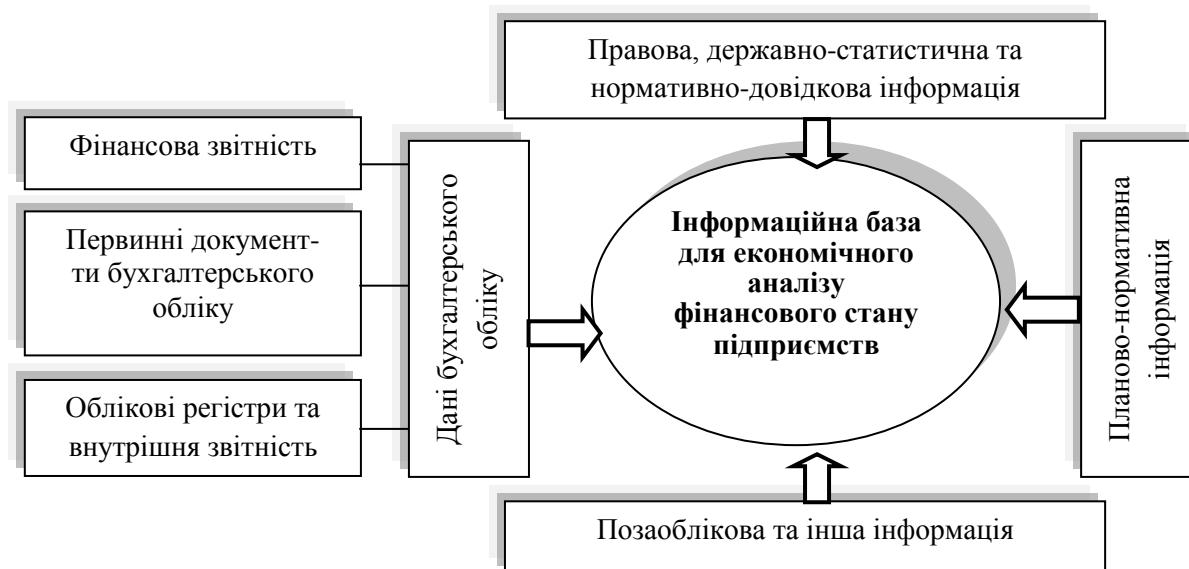 Правова, державно-статистична та
нормативно-довідкова інформація
Фінансова звітність
Первинні документ-
ти бухгалтерського
обліку
Облікові регістри та
внутрішня звітність
Дані бухгалтерського
обліку
Інформаційна база
для економічного
аналізу
фінансового стану
підприємств
Планово-нормативна
інформація
Позаоблікова та інша інформація